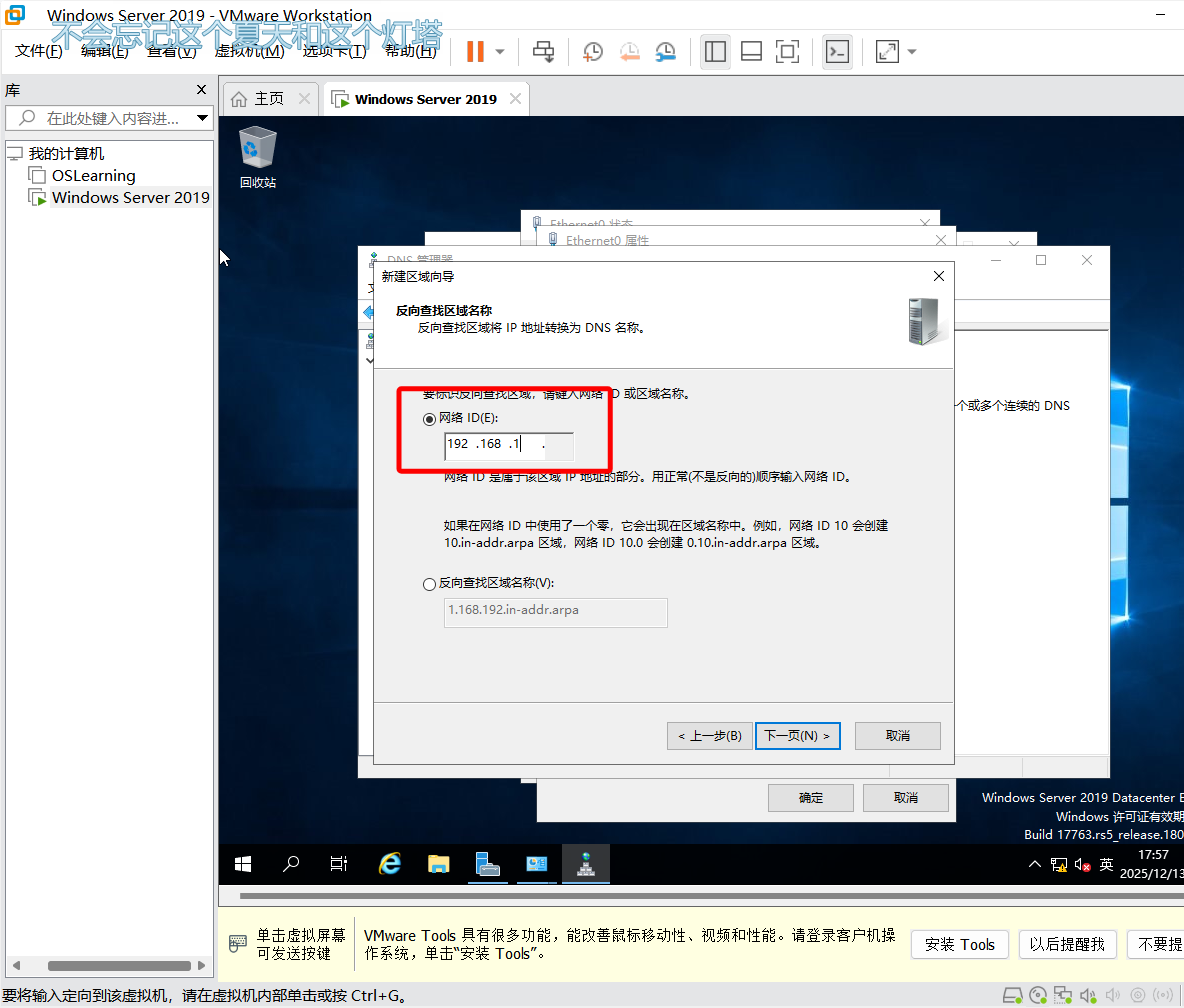 Windows Server 2019 - VMware Workstation
不会忘记这个夏天和这个灯塔
文件(F) 编辑(E) 查看(V) 虚拟机(M) 选项卡(T) 帮助(H)
库
主页
Windows Server 2019
在此处键入内容进...
我的计算机
OSLearning
Windows Server 2019
回收站
Ethernet0 状态
Ethernet0 属性
DNS 管理器
新建区域向导
反向查找区域名称
反向查找区域将 IP 地址转换为 DNS 名称。
要标识反向查找区域，请键入网络 ID 或区域名称。
个或多个连续的 DNS
网络 ID(E):
192 .168 .1 .
网络 ID 是属于该区域 IP 地址的部分。用正常(不是反向的)顺序输入网络 ID。
如果在网络 ID 中使用了一个零，它会出现在区域名称中。例如，网络 ID 10 会创建
10.in-addr.arpa 区域，网络 ID 10.0 会创建 0.10.in-addr.arpa 区域。
反向查找区域名称(V):
1.168.192.in-addr.arpa
< 上一步(B)
下一页(N) >
取消
确定
取消
Windows Server 2019 Datacenter E
Windows 许可证有效期
Build 17763.rs5_release.180
英
17:57
2025/12/13
单击虚拟屏幕
可发送按键
VMware Tools 具有很多功能，能改善鼠标移动性、视频和性能。请登录客户机操
作系统，单击“安装 Tools”。
安装 Tools
以后提醒我
不要提
要将输入定向到该虚拟机，请在虚拟机内部单击或按 Ctrl+G。